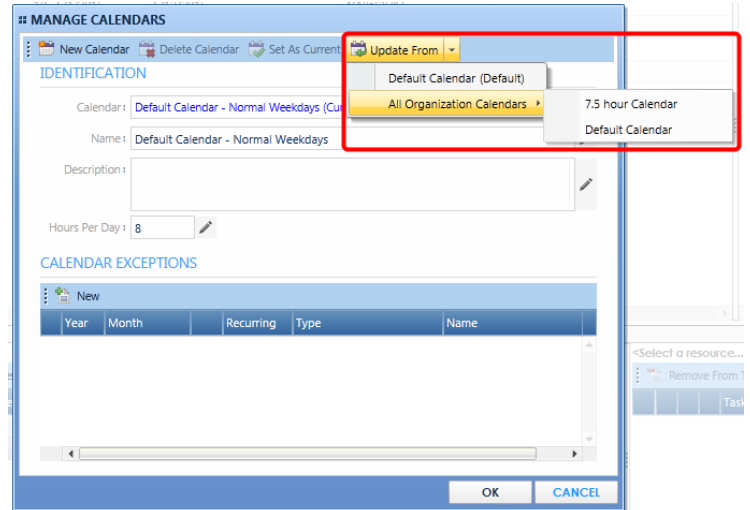 MANAGE CALENDARS
New Calendar Delete Calendar Set As Current Update From
IDENTIFICATION
Default Calendar (Default)
All Organization Calendars
7.5 hour Calendar
Default Calendar
Calendar: Default Calendar - Normal Weekdays (Cu
Name: Default Calendar - Normal Weekdays
Description:
Hours Per Day: 8
CALENDAR EXCEPTIONS
New
Year Month Recurring Type Name
<Select a resource...
Remove From T
Task
OK CANCEL